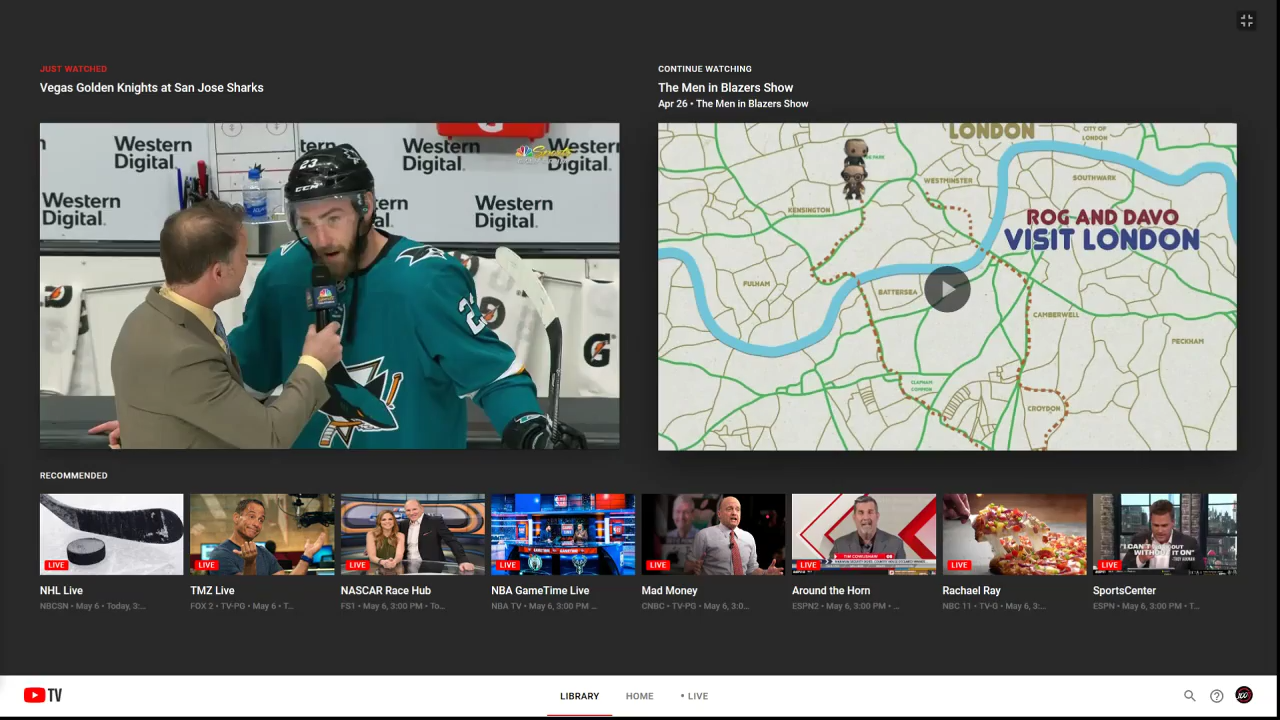 JUST WATCHED
Vegas Golden Knights at San Jose Sharks
CONTINUE WATCHING
The Men in Blazers Show
Apr 26 • The Men in Blazers Show
Western Digital.
Western Digital.
Western Digital.
Western Digital.
23
CCM
G
LONDON
CITY OF LONDON
WESTMINSTER
SOUTHWARK
KENSINGTON
ROG AND DAVO
VISIT LONDON
FULHAM
BATTERSEA
CAMBERWELL
PECKHAM
CLAPHAM COMMON
CROYDON
RECOMMENDED
LIVE
LIVE
LIVE
LIVE
LIVE
LIVE
LIVE
LIVE
NHL Live
NBCSN • May 6 • Today, 3:...
TMZ Live
FOX 2 • TV-PG • May 6 • T...
NASCAR Race Hub
FS1 • May 6, 3:00 PM • To...
NBA GameTime Live
NBA TV • May 6, 3:00 PM ...
Mad Money
CNBC • TV-PG • May 6, 3:0...
Around the Horn
ESPN2 • May 6, 3:00 PM • ...
Rachael Ray
NBC 11 • TV-G • May 6, 3:...
SportsCenter
ESPN • May 6, 3:00 PM • T...
TV
LIBRARY
HOME
• LIVE